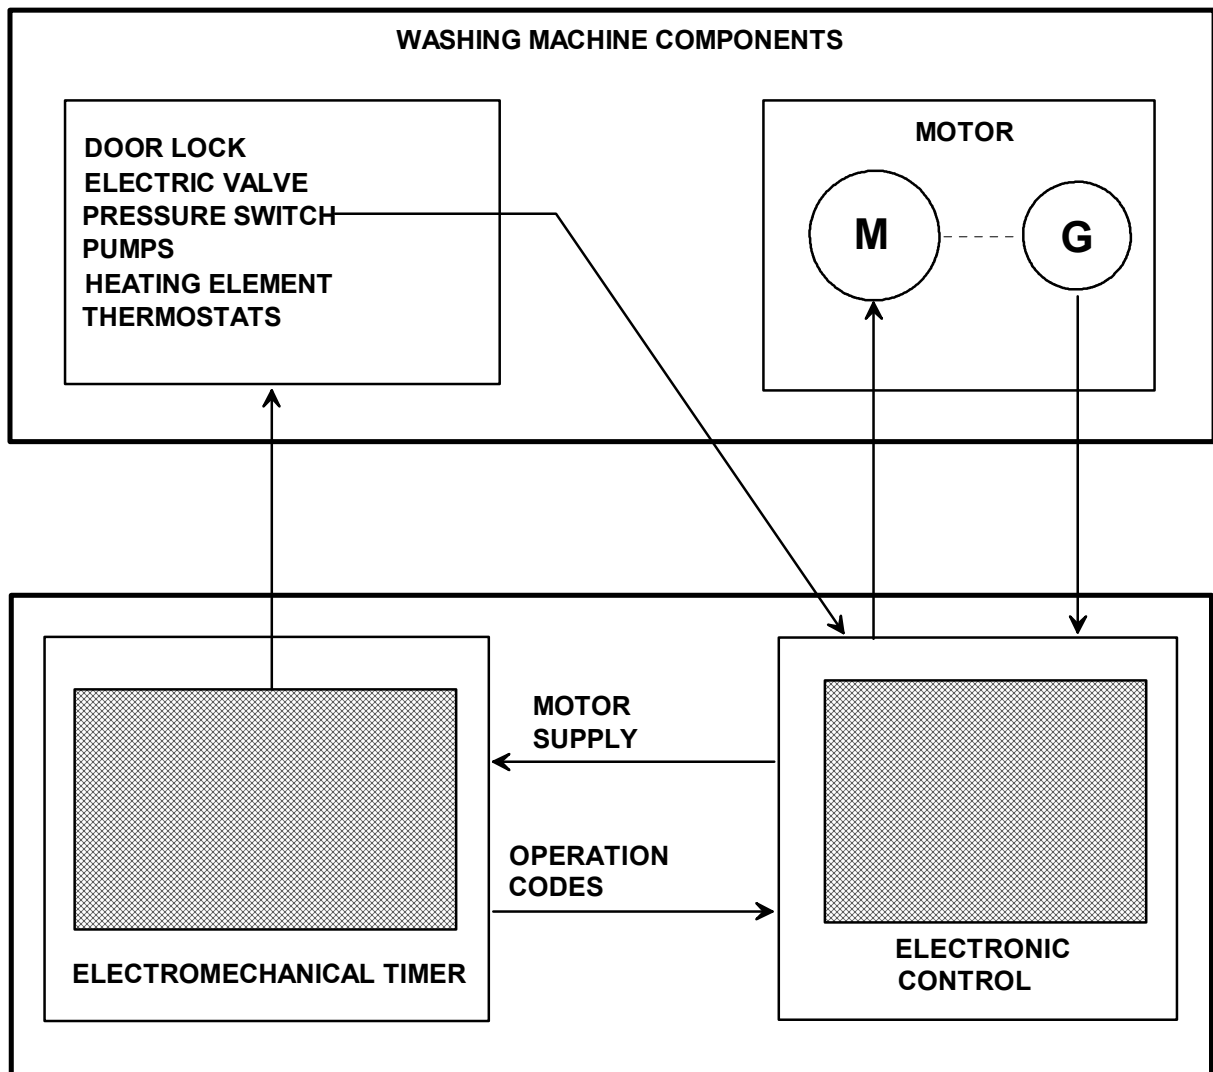 WASHING MACHINE COMPONENTS
DOOR LOCK
ELECTRIC VALVE
PRESSURE SWITCH
PUMPS
HEATING ELEMENT
THERMOSTATS
MOTOR
M
G
MOTOR
SUPPLY
OPERATION
CODES
ELECTROMECHANICAL TIMER
ELECTRONIC
CONTROL